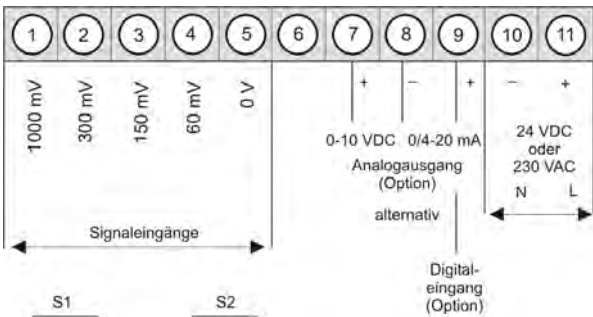 1 2 3 4 5 6 7 8 9 10 11
1000 mV
300 mV
150 mV
60 mV
0 V
+ − + − +
0-10 VDC 0/4-20 mA
Analogausgang
(Option)
alternativ
Digital-
eingang
(Option)
24 VDC
oder
230 VAC
N L
Signaleingänge
S1 S2